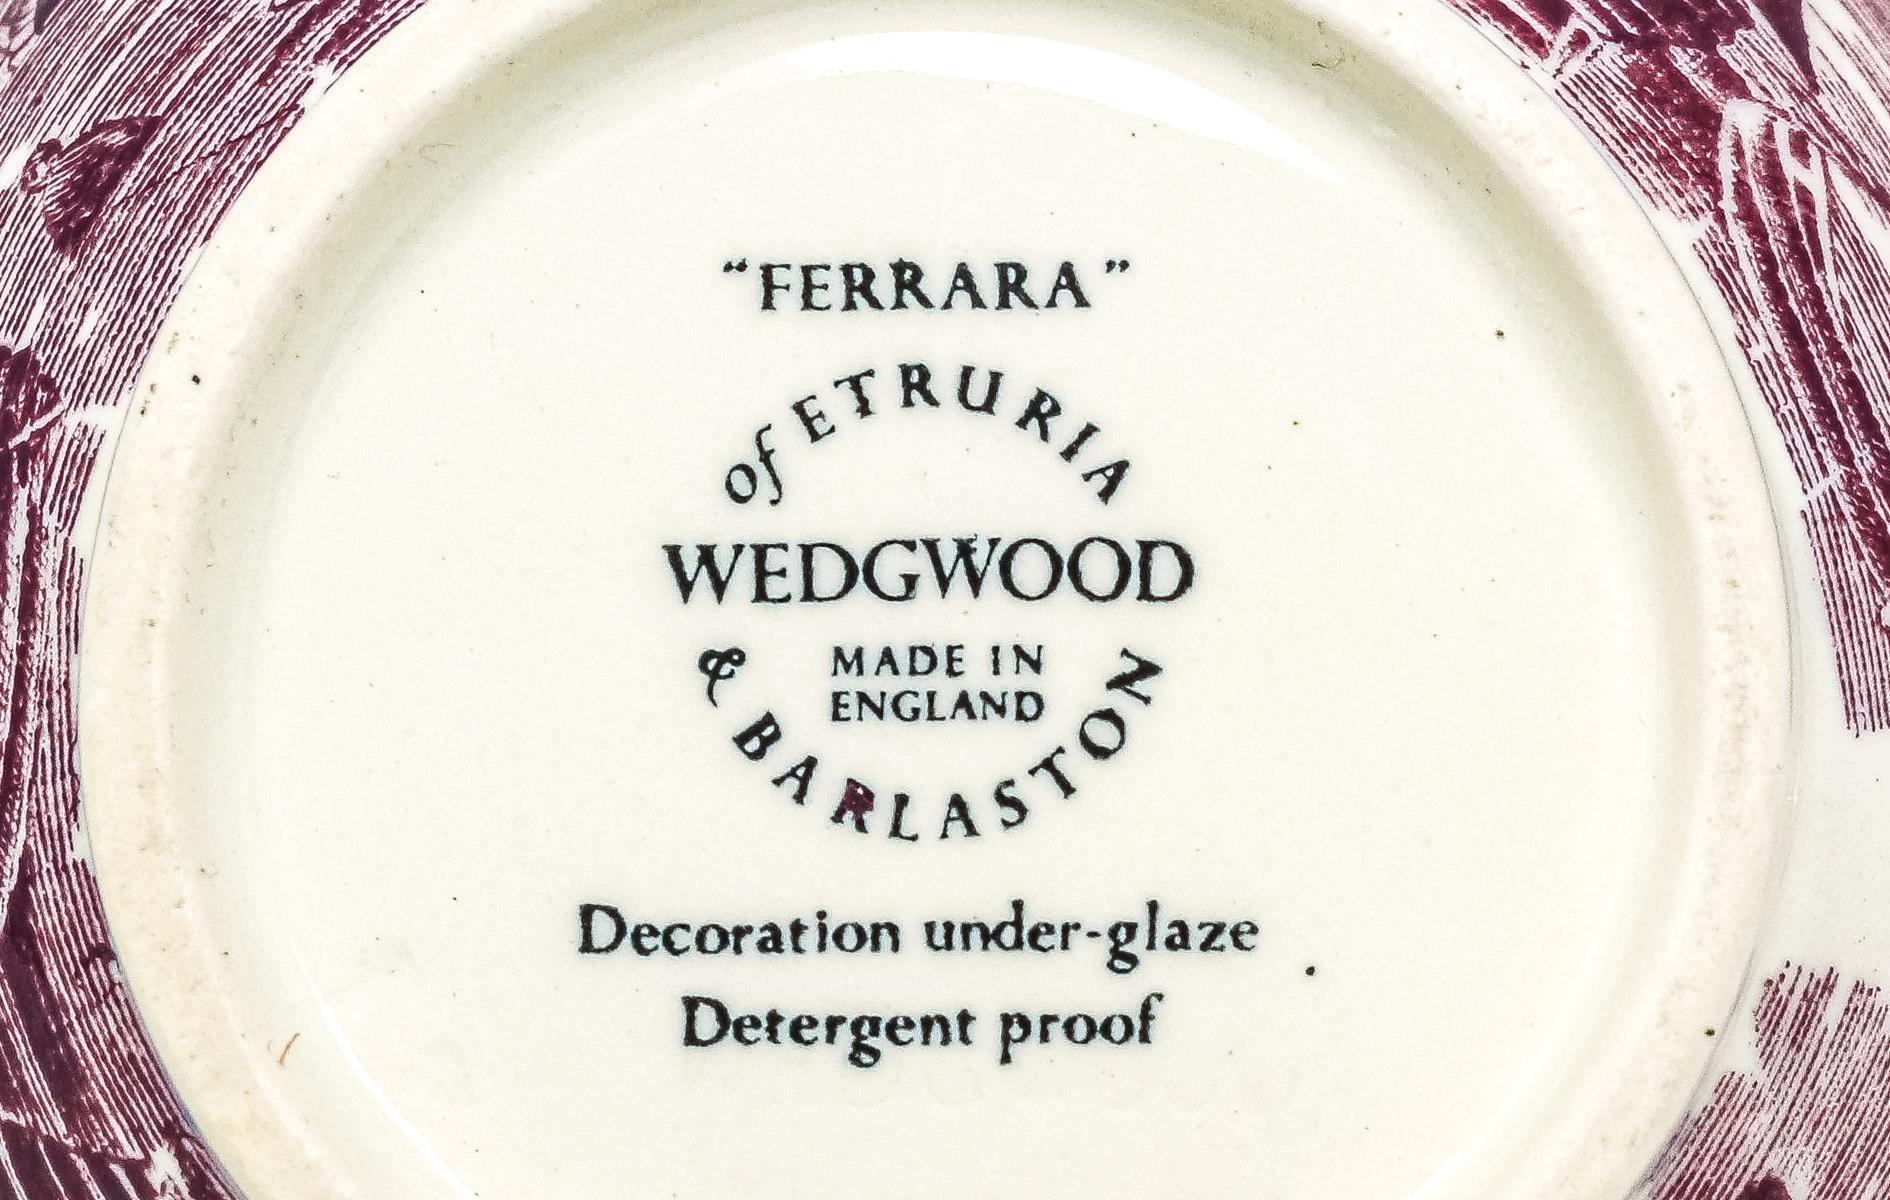 “FERRARA”
of ETRURIA
WEDGWOOD
MADE IN
ENGLAND
& BARLASTON
Decoration under-glaze
Detergent proof